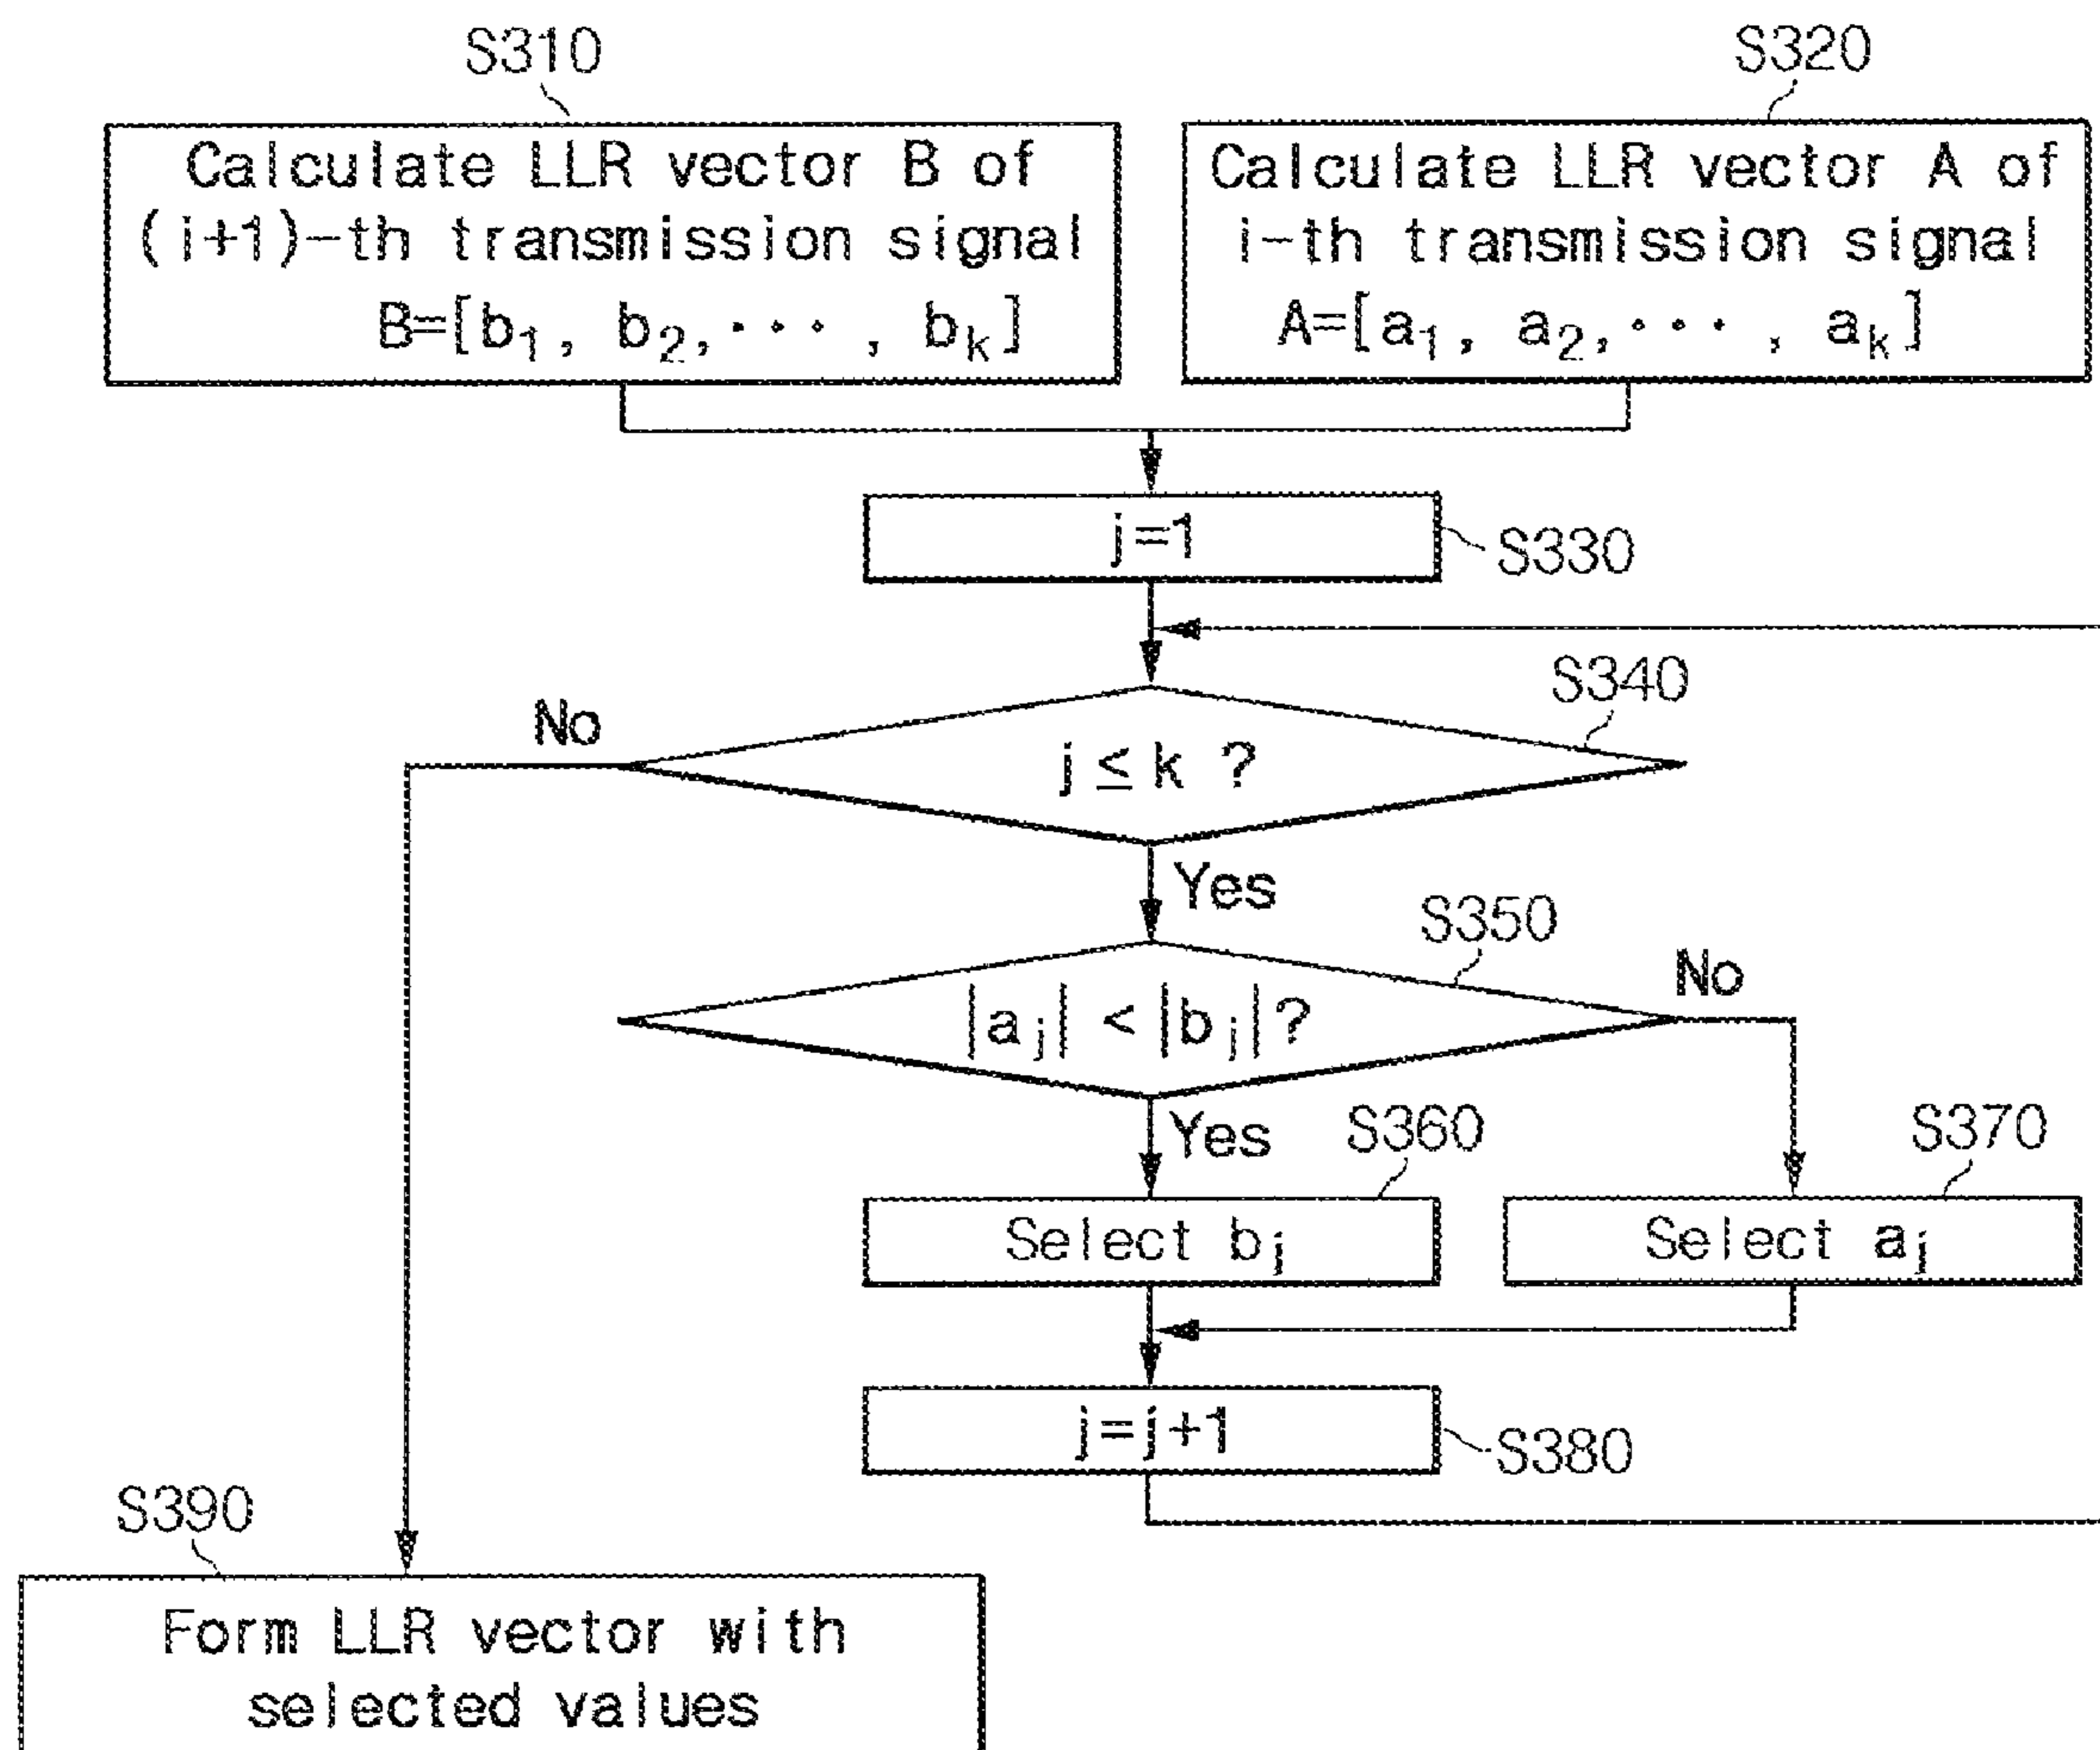 S310
S320
Calculate LLR vector B of
(i+1)-th transmission signal
B=[b₁, b₂,···, bₖ]
Calculate LLR vector A of
i-th transmission signal
A=[a₁, a₂,···, aₖ]
j=1
S330
S340
No
j ≤ k ?
Yes
S350
No
|aⱼ| < |bⱼ|?
Yes
S360
S370
Select bⱼ
Select aⱼ
j=j+1
S380
S390
Form LLR vector with
selected values